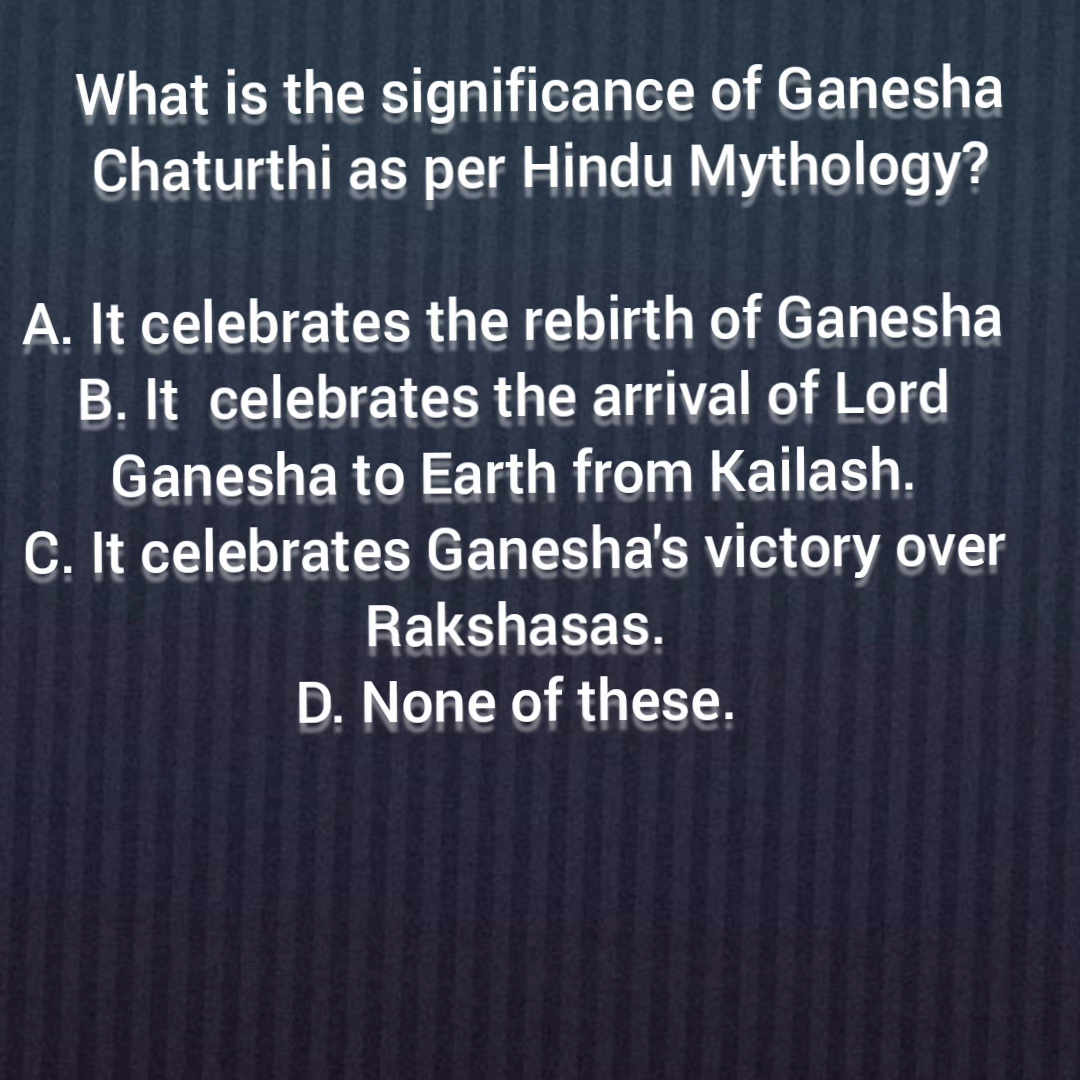 What is the significance of Ganesha
Chaturthi as per Hindu Mythology?
A. It celebrates the rebirth of Ganesha
B. It celebrates the arrival of Lord
Ganesha to Earth from Kailash.
C. It celebrates Ganesha's victory over
Rakshasas.
D. None of these.